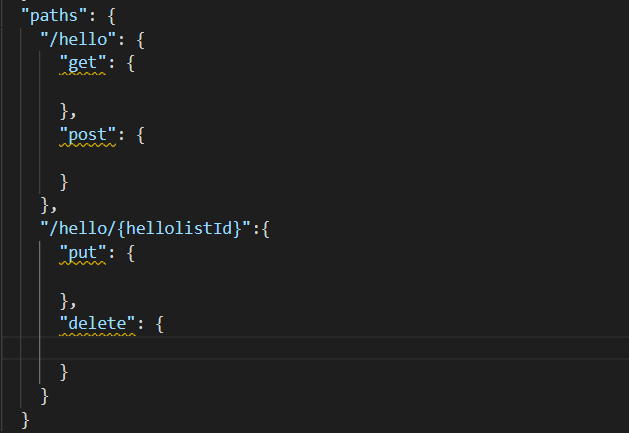 "paths": {
"/hello": {
"get": {
},
"post": {
}
},
"/hello/{hellolistId}":{
"put": {
},
"delete": {
}
}
}